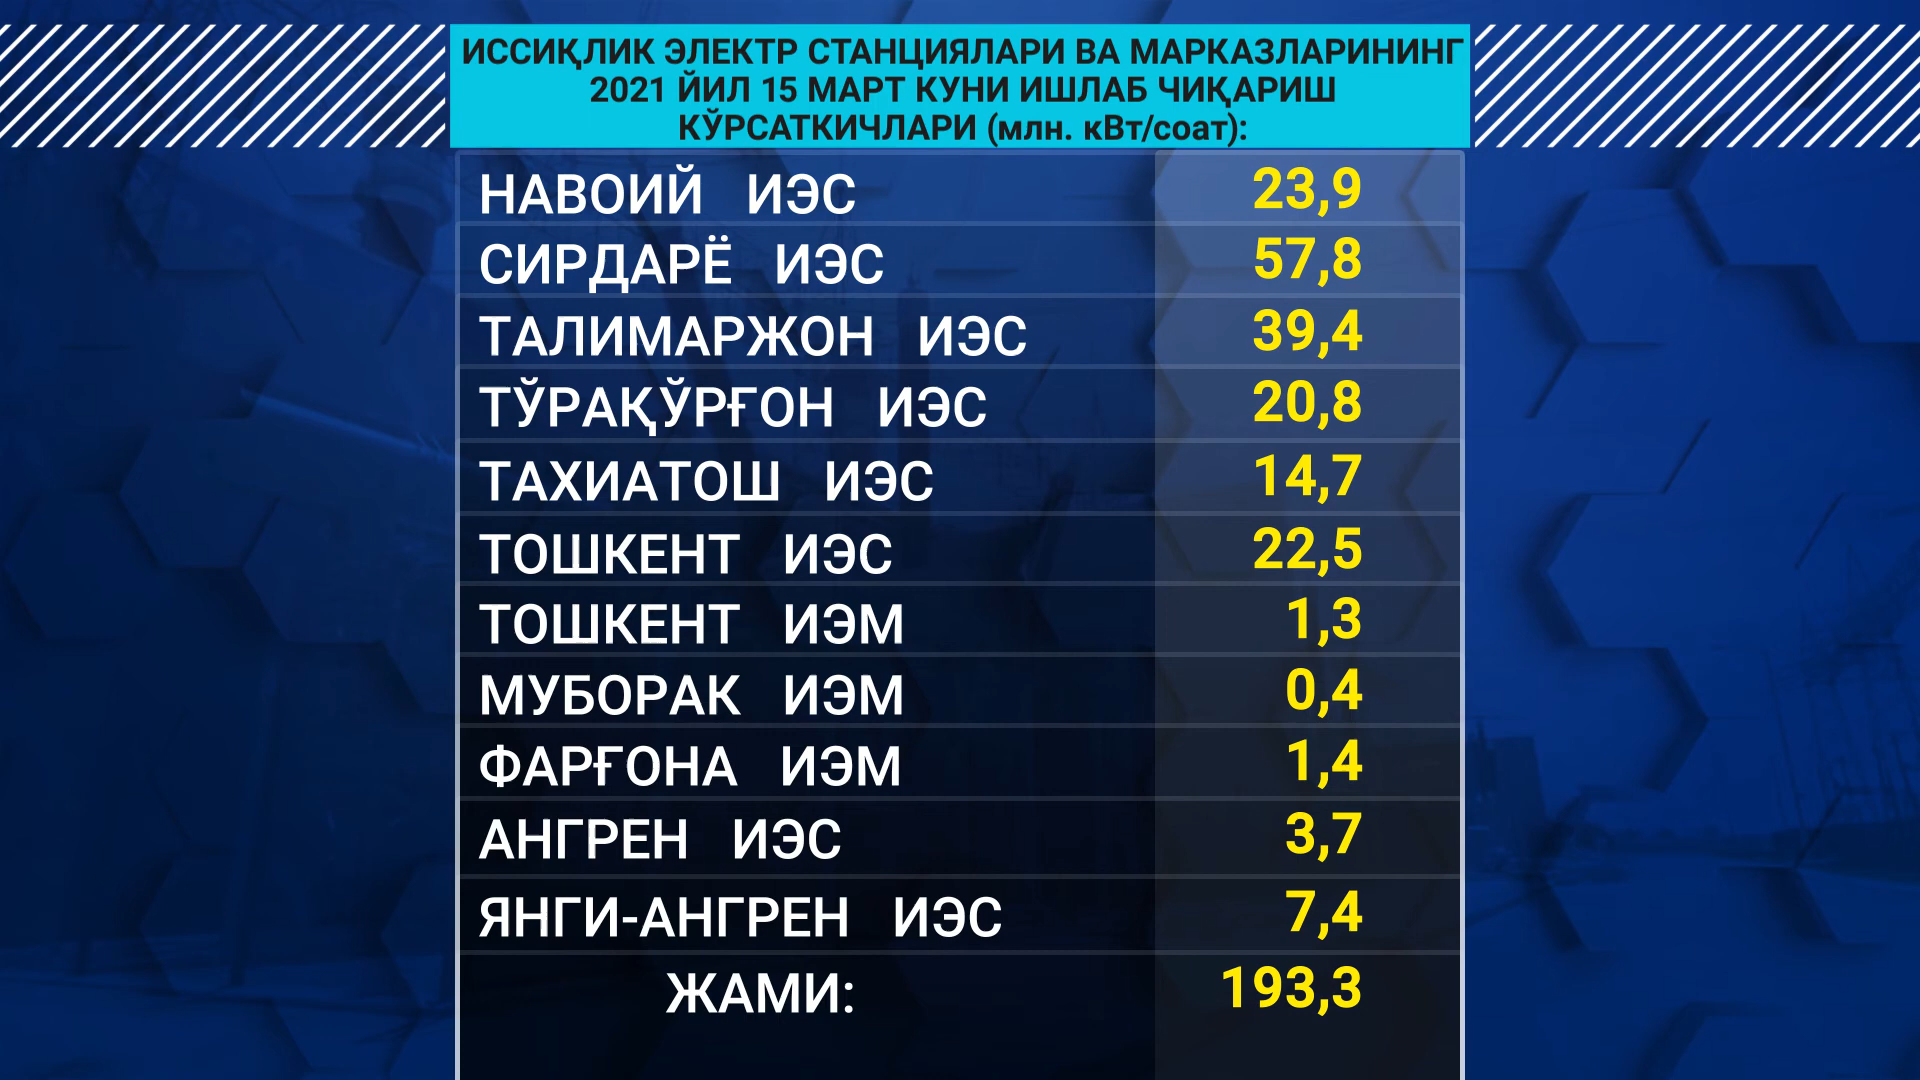 ИССИҚЛИК ЭЛЕКТР СТАНЦИЯЛАРИ ВА МАРКАЗЛАРИНИНГ
2021 ЙИЛ 15 МАРТ КУНИ ИШЛАБ ЧИҚАРИШ
КЎРСАТКИЧЛАРИ (млн. кВт/соат):
НАВОИЙ ИЭС 23,9
СИРДАРЁ ИЭС 57,8
ТАЛИМАРЖОН ИЭС 39,4
ТЎРАҚЎРҒОН ИЭС 20,8
ТАХИАТОШ ИЭС 14,7
ТОШКЕНТ ИЭС 22,5
ТОШКЕНТ ИЭМ 1,3
МУБОРАК ИЭМ 0,4
ФАРҒОНА ИЭМ 1,4
АНГРЕН ИЭС 3,7
ЯНГИ-АНГРЕН ИЭС 7,4
ЖАМИ: 193,3